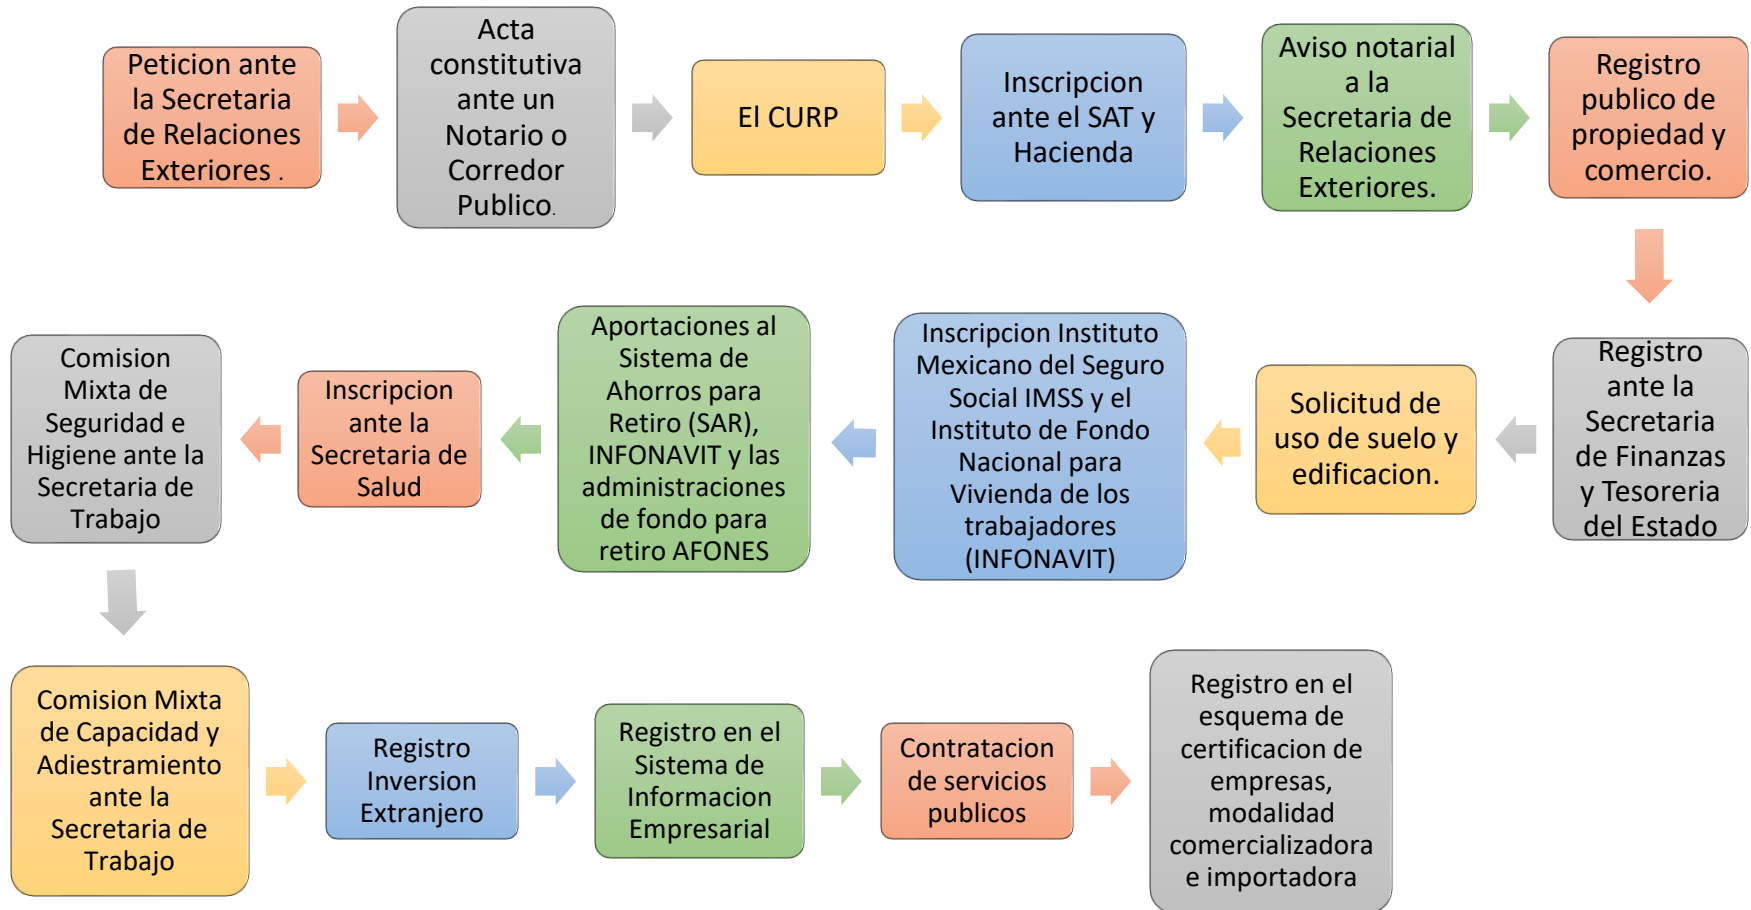 Peticion ante
la Secretaria
de Relaciones
Exteriores .
Acta
constitutiva
ante un
Notario o
Corredor
Publico.
El CURP
Inscripcion
ante el SAT y
Hacienda
Aviso notarial
a la
Secretaria de
Relaciones
Exteriores.
Registro
publico de
propiedad y
comercio.
Registro
ante la
Secretaria
de Finanzas
y Tesoreria
del Estado
Solicitud de
uso de suelo y
edificacion.
Inscripcion Instituto
Mexicano del Seguro
Social IMSS y el
Instituto de Fondo
Nacional para
Vivienda de los
trabajadores
(INFONAVIT)
Aportaciones al
Sistema de
Ahorros para
Retiro (SAR),
INFONAVIT y las
administraciones
de fondo para
retiro AFONES
Inscripcion
ante la
Secretaria de
Salud
Comision
Mixta de
Seguridad e
Higiene ante la
Secretaria de
Trabajo
Comision Mixta
de Capacidad y
Adiestramiento
ante la
Secretaria de
Trabajo
Registro
Inversion
Extranjero
Registro en el
Sistema de
Informacion
Empresarial
Contratacion
de servicios
publicos
Registro en el
esquema de
certificacion de
empresas,
modalidad
comercializadora
e importadora